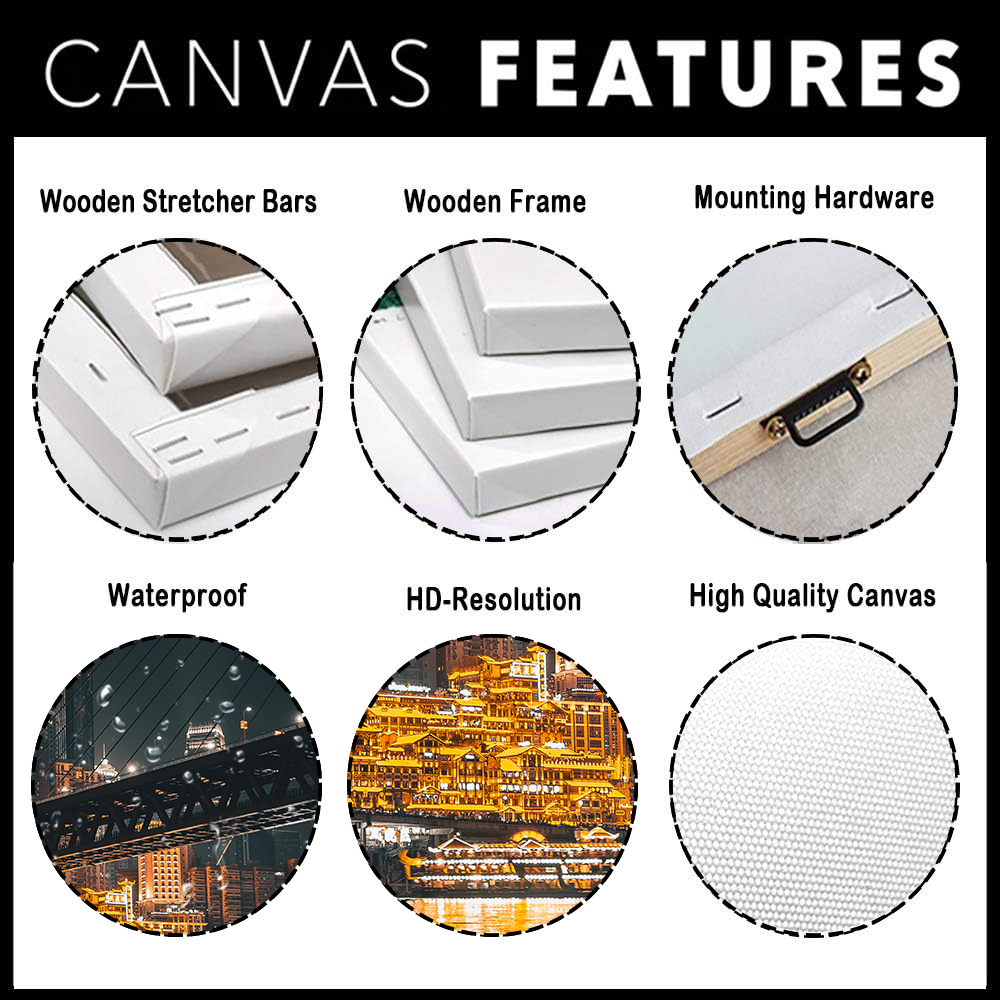 CANVAS FEATURES
Wooden Stretcher Bars
Wooden Frame
Mounting Hardware
Waterproof
HD-Resolution
High Quality Canvas